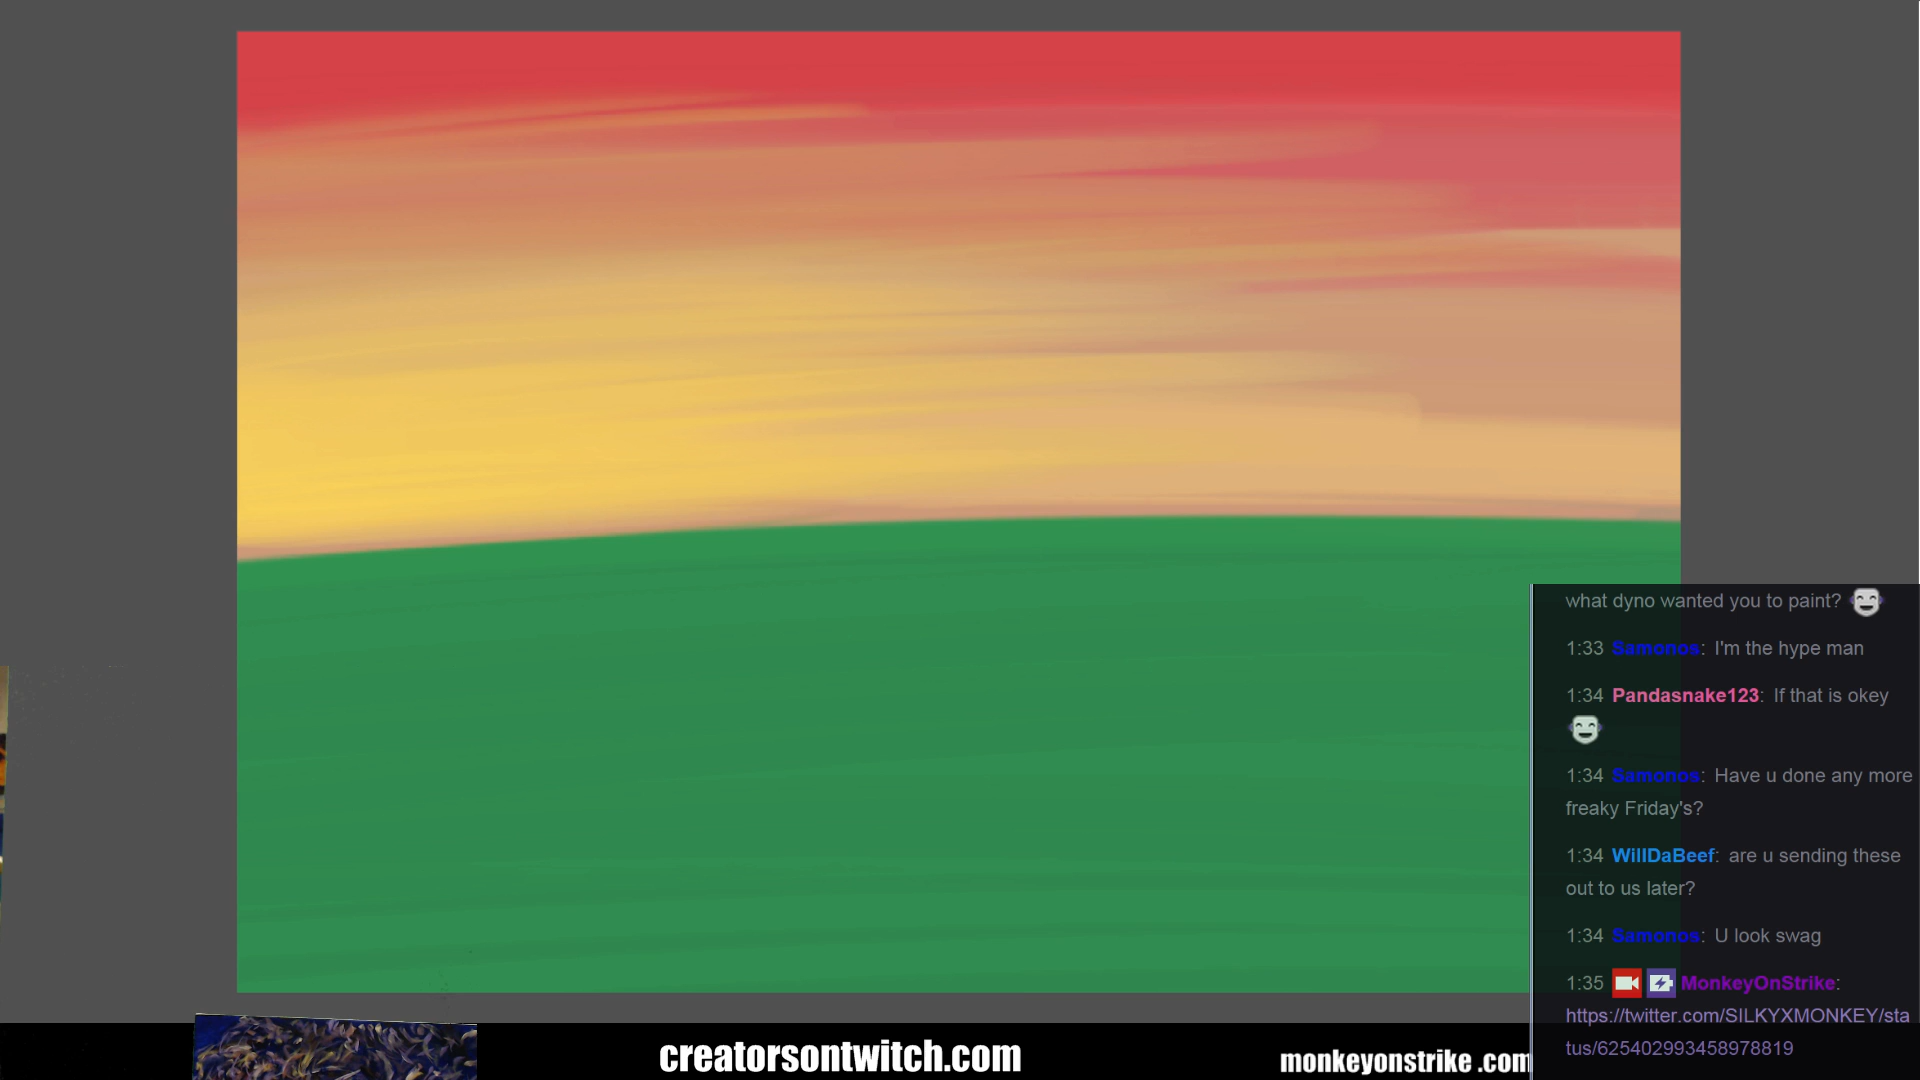 what dyno wanted you to paint?
1:33 Samonos: I'm the hype man
1:34 Pandasnake123: If that is okey
1:34 Samonos: Have u done any more
freaky Friday's?
1:34 WillDaBeef: are u sending these
out to us later?
1:34 Samonos: U look swag
1:35 MonkeyOnStrike:
https://twitter.com/SILKYXMONKEY/sta
tus/625402993458978819
creatorsontwitch.com
monkeyonstrike .com